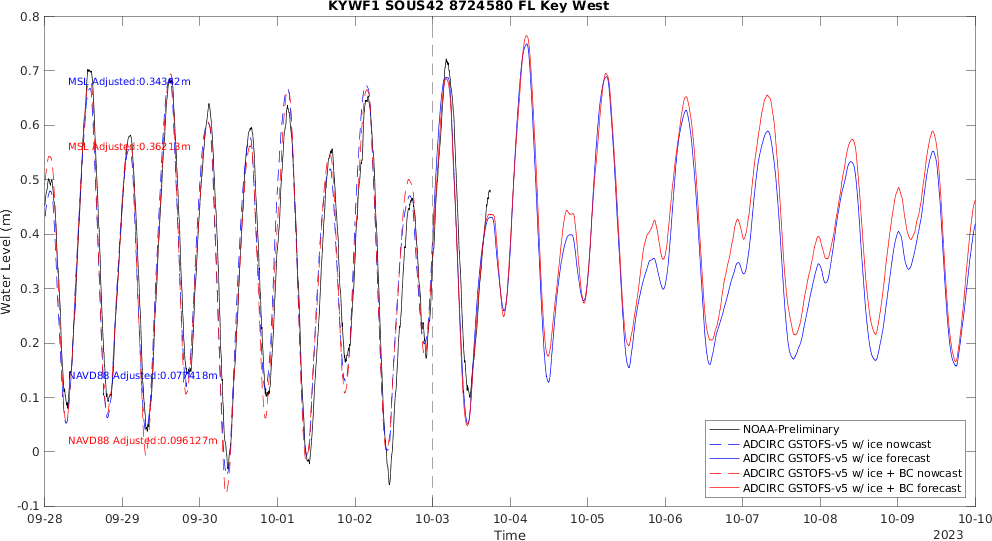 KYWF1 SOUS42 8724580 FL Key West
0.8
0.7
0.6
0.5
0.4
0.3
0.2
0.1
0
-0.1
Water Level (m)
MSL Adjusted:0.34342m
MSL Adjusted:0.36213m
NAVD88 Adjusted:0.077418m
NAVD88 Adjusted:0.096127m
NOAA-Preliminary
ADCIRC GSTOFS-v5 w/ ice nowcast
ADCIRC GSTOFS-v5 w/ ice forecast
ADCIRC GSTOFS-v5 w/ ice + BC nowcast
ADCIRC GSTOFS-v5 w/ ice + BC forecast
09-28 09-29 09-30 10-01 10-02 10-03 10-04 10-05 10-06 10-07 10-08 10-09 10-10
Time
2023